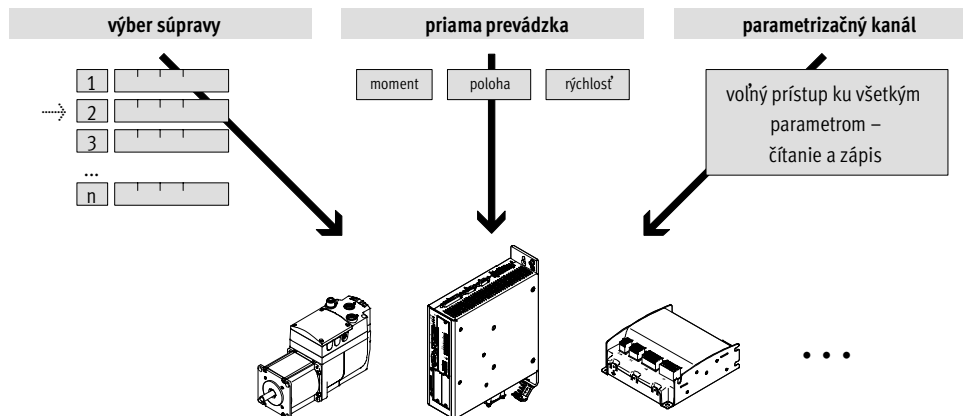 výber súpravy
priama prevádzka
parametrizačný kanál
1
2
3
...
n
moment
poloha
rýchlosť
voľný prístup ku všetkým
parametrom –
čítanie a zápis
• • •